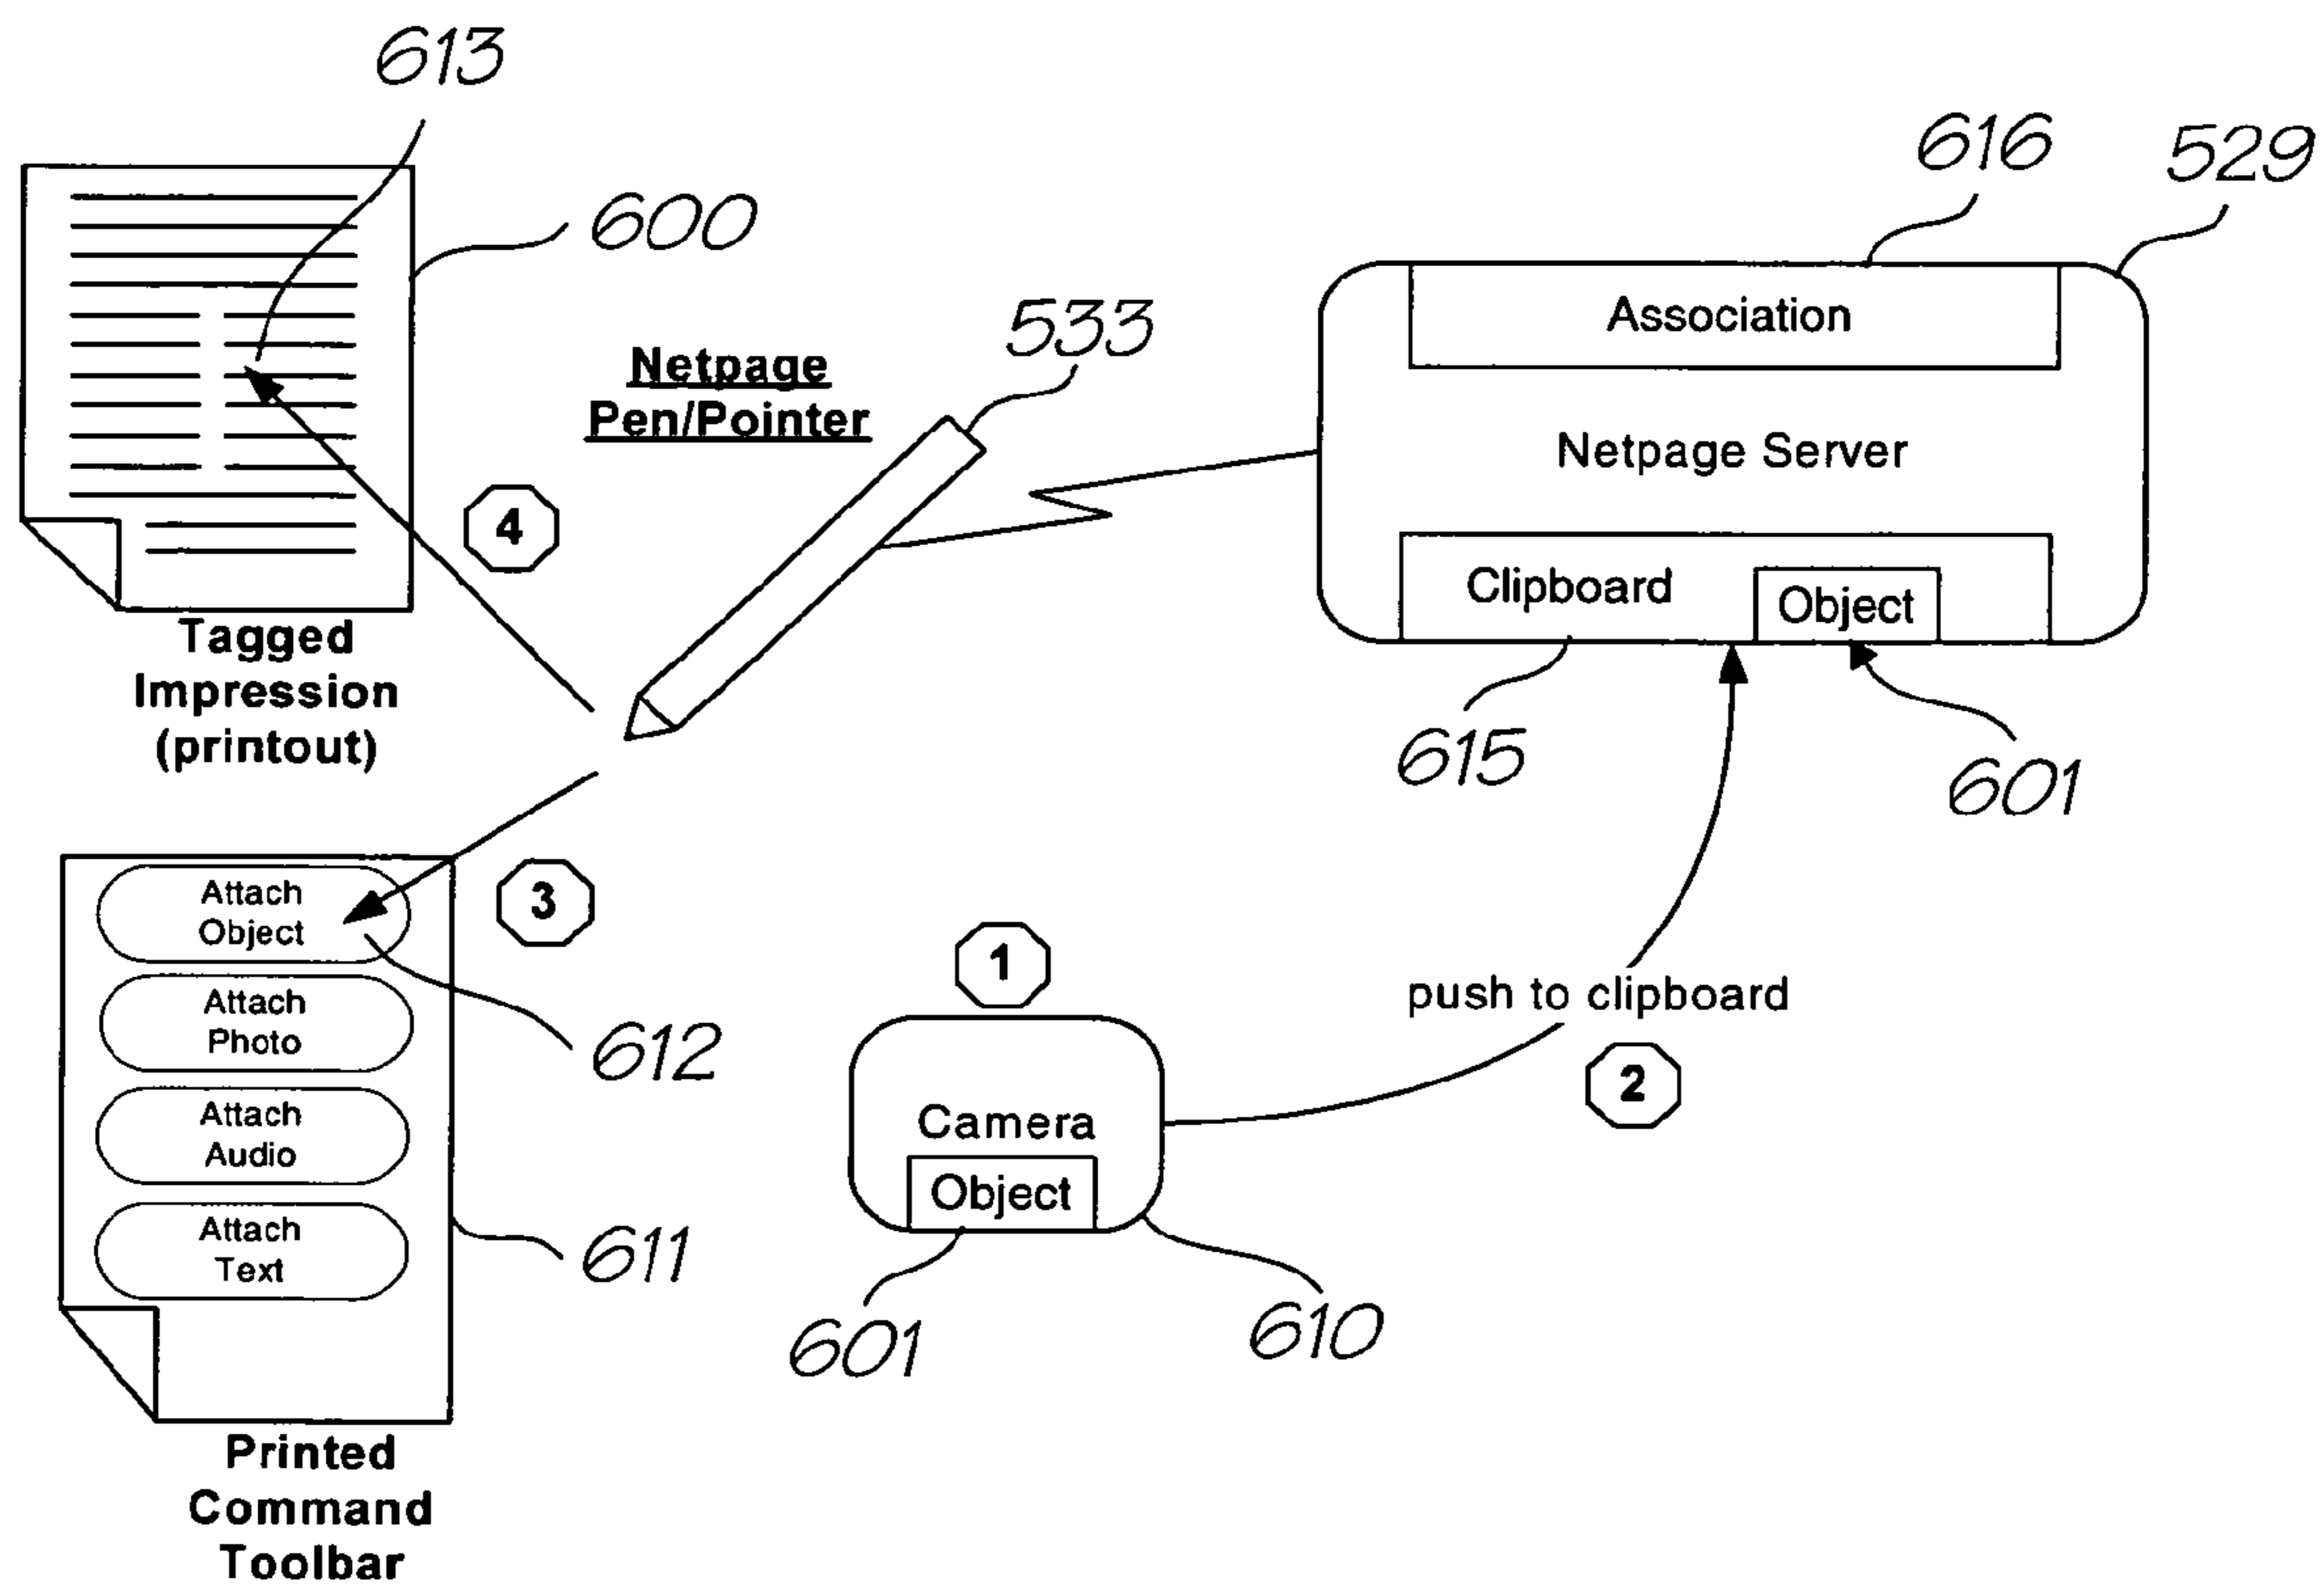 613
600
616
529
533
Netpage
Pen/Pointer
Association
Netpage Server
Clipboard
Object
615
601
4
Tagged
Impression
(printout)
3
Attach
Object
Attach
Photo
Attach
Audio
Attach
Text
612
611
Printed
Command
Toolbar
1
Camera
Object
601
610
push to clipboard
2